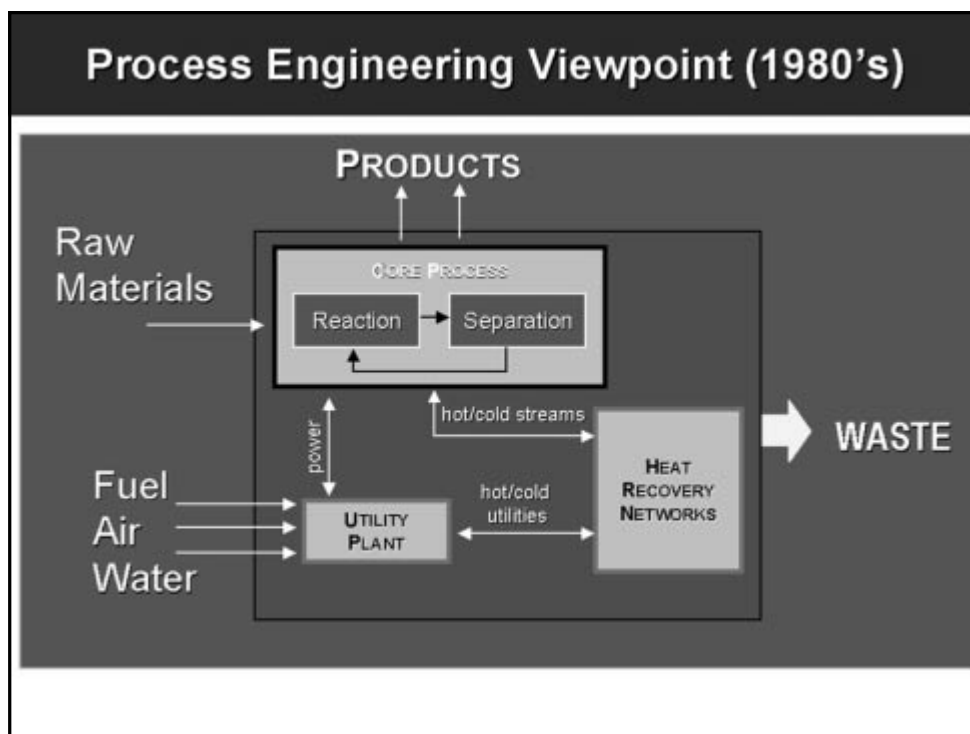 Process Engineering Viewpoint (1980's)
PRODUCTS
Raw
Materials
CORE PROCESS
Reaction
Separation
hot/cold streams
power
HEAT
RECOVERY
NETWORKS
WASTE
Fuel
Air
Water
hot/cold
utilities
UTILITY
PLANT